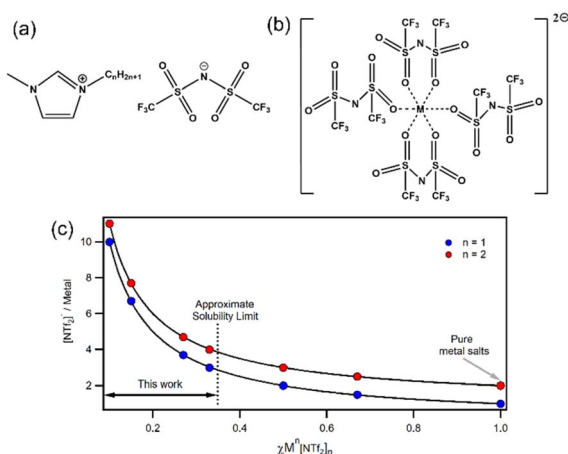 (a)
CₙH₂ₙ₊₁
N
N
⊕
⊖
O
N
O
S
S
F₃C
O
O
CF₃
(b)
2⊖
CF₃
CF₃
O
S
N
S
O
O
O
O
CF₃
O
S
N
S
O
O
CF₃
M
O
CF₃
S
N
CF₃
S
O
O
O
O
O
O
S
N
S
O
CF₃
CF₃
(c)
n = 1
n = 2
Approximate
Solubility Limit
Pure
metal salts
This work
[NTf₂] / Metal
10
8
6
4
2
0.2
0.4
0.6
0.8
1.0
χMⁿ[NTf₂]ₙ